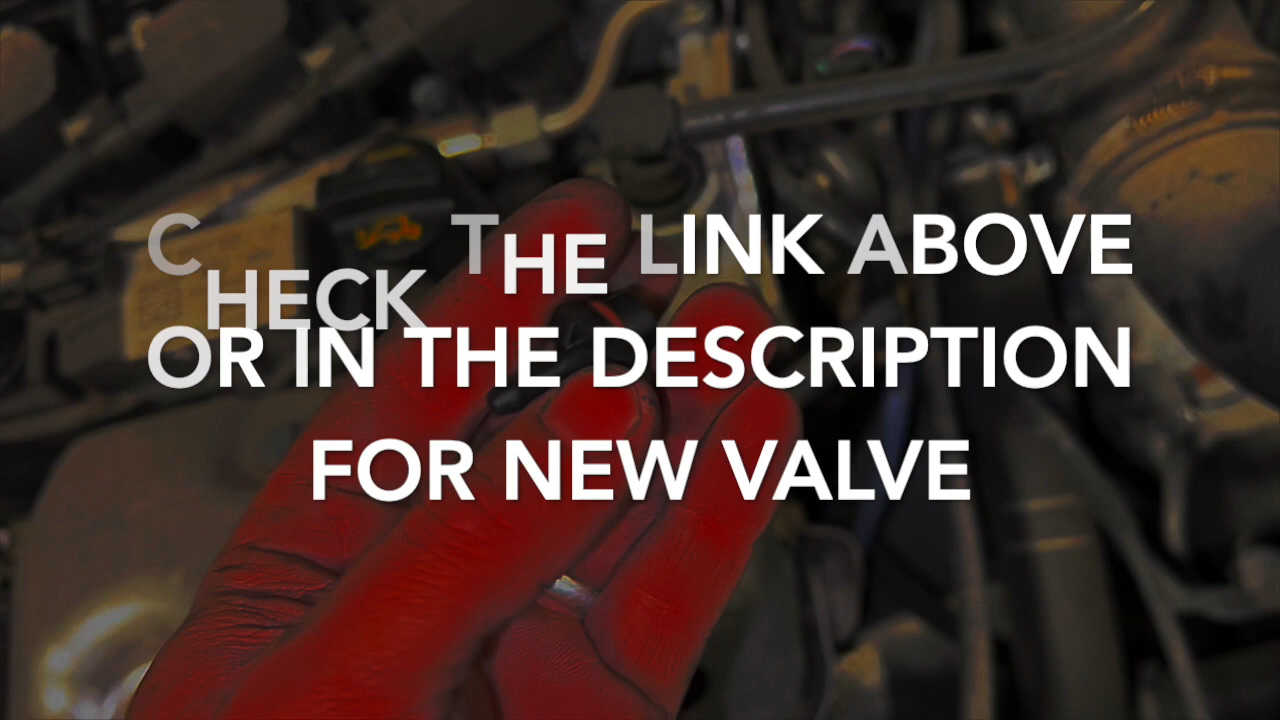 CHECK THE LINK ABOVE
OR IN THE DESCRIPTION
FOR NEW VALVE